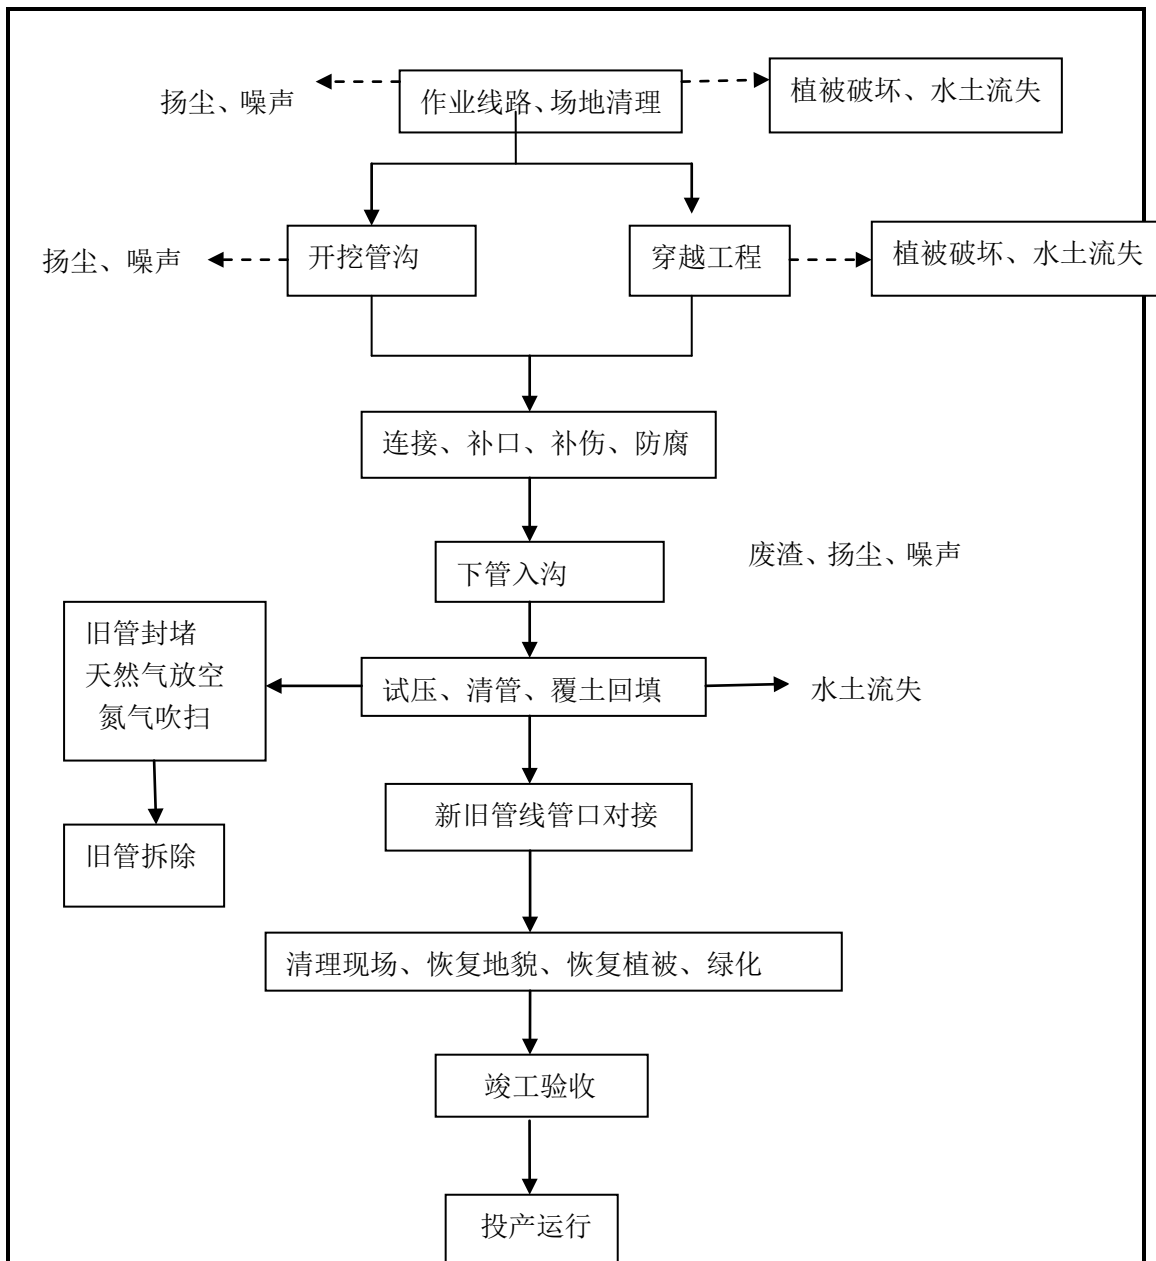 扬尘、噪声
作业线路、场地清理
植被破坏、水土流失
扬尘、噪声
开挖管沟
穿越工程
植被破坏、水土流失
连接、补口、补伤、防腐
下管入沟
废渣、扬尘、噪声
旧管封堵
天然气放空
氮气吹扫
试压、清管、覆土回填
水土流失
新旧管线管口对接
旧管拆除
清理现场、恢复地貌、恢复植被、绿化
竣工验收
投产运行